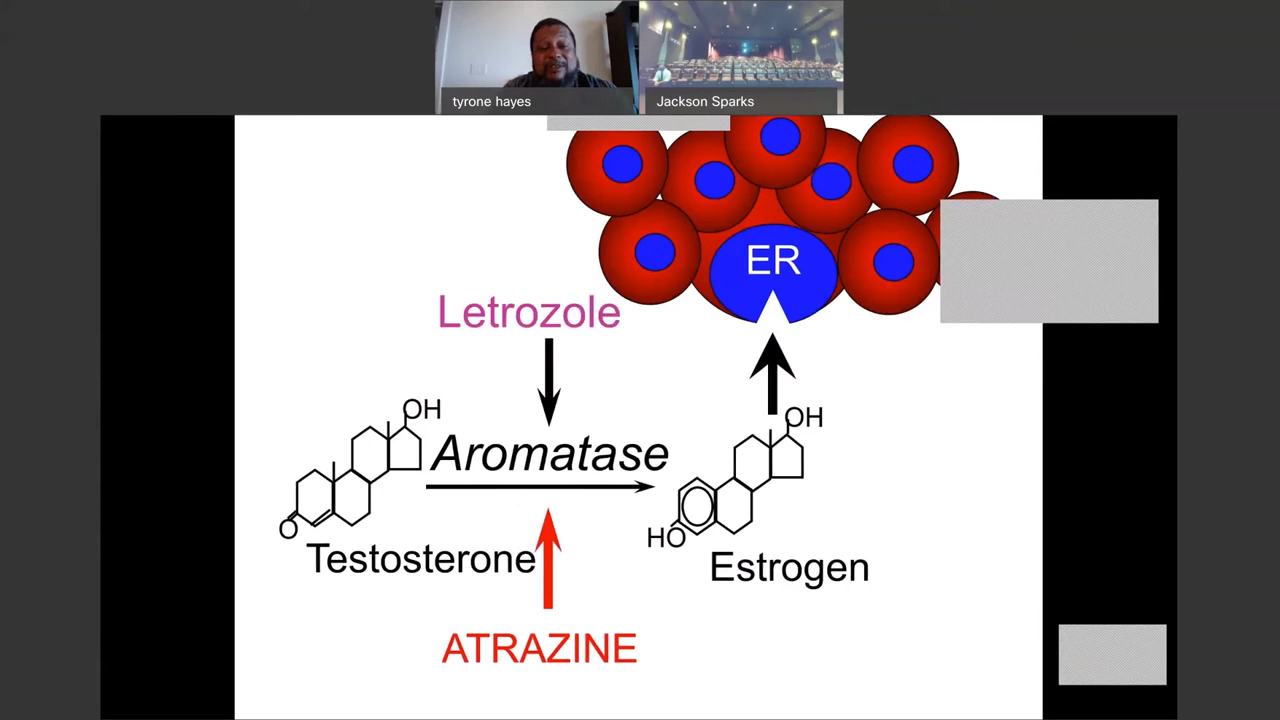 tyrone hayes
Jackson Sparks
ER
Letrozole
OH
Aromatase
OH
O
HO
Testosterone
Estrogen
ATRAZINE